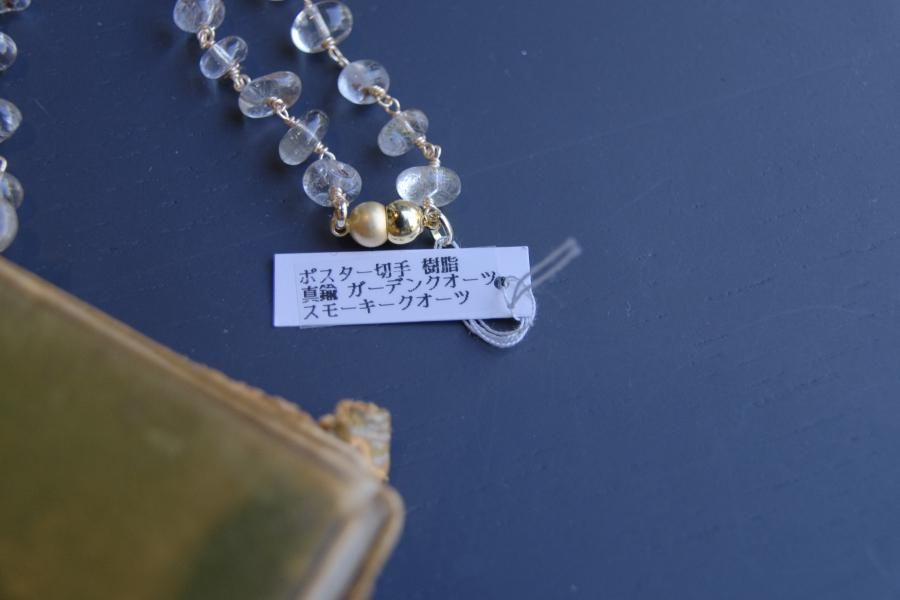 ポスター切手 樹脂
真鍮 ガーデンクオーツ
スモーキークオーツ